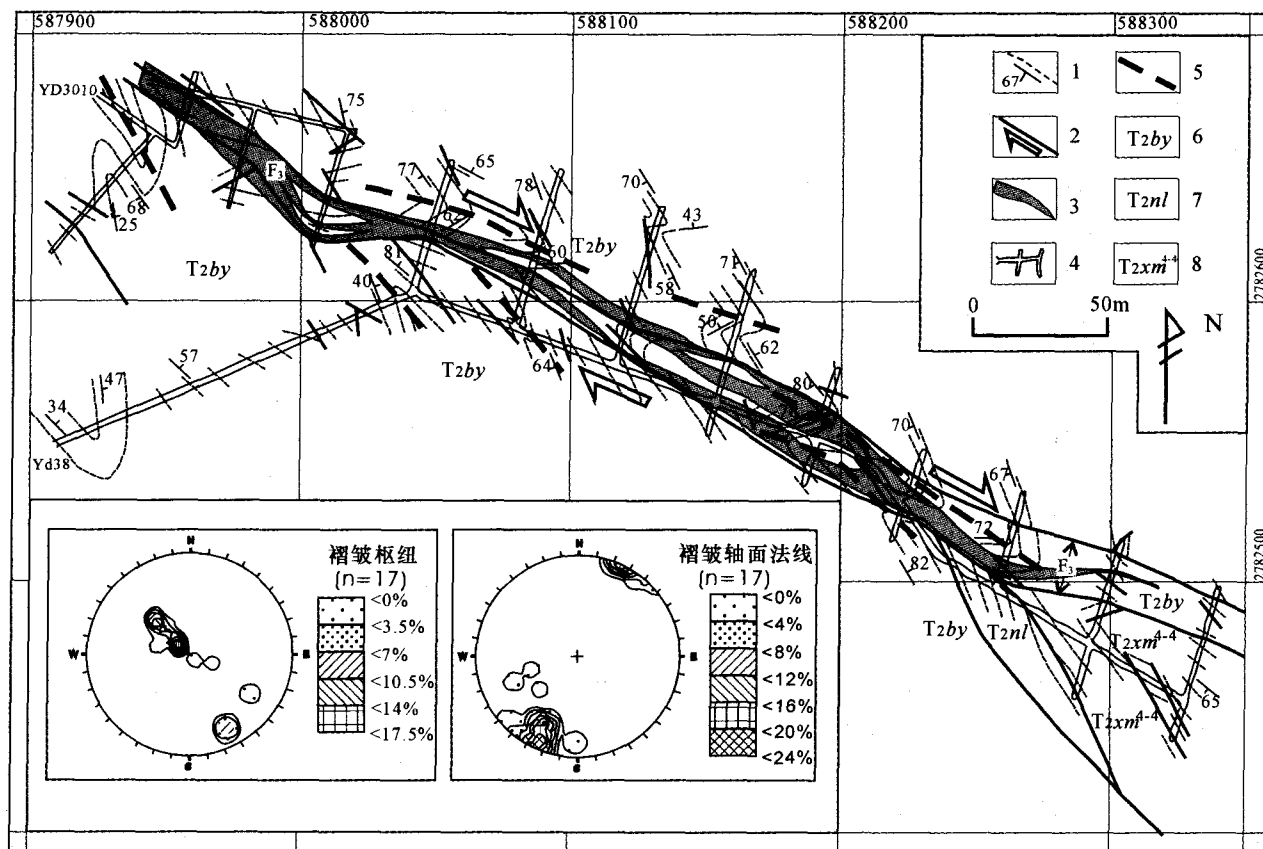 587900 588000 588100 588200 588300
67 1 5
2 T2by 6
3 T2nl 7
4 T2xm4-4 8
0 50m
N
2782600
2782500
YD3010
75
F3
68
25
T2by
77
65
78
70
43
60
T2by
81
40
58
71
50
62
64
T2by
57
47
34
Yd38
80
70
67
72
82
F3
T2by
T2by T2nl
T2xm4-4
T2xm4-4
65
褶皱枢纽
(n=17)
<0%
<3.5%
<7%
<10.5%
<14%
<17.5%
N
W
E
S
褶皱轴面法线
(n=17)
<0%
<4%
<8%
<12%
<16%
<20%
<24%
N
W
E
S